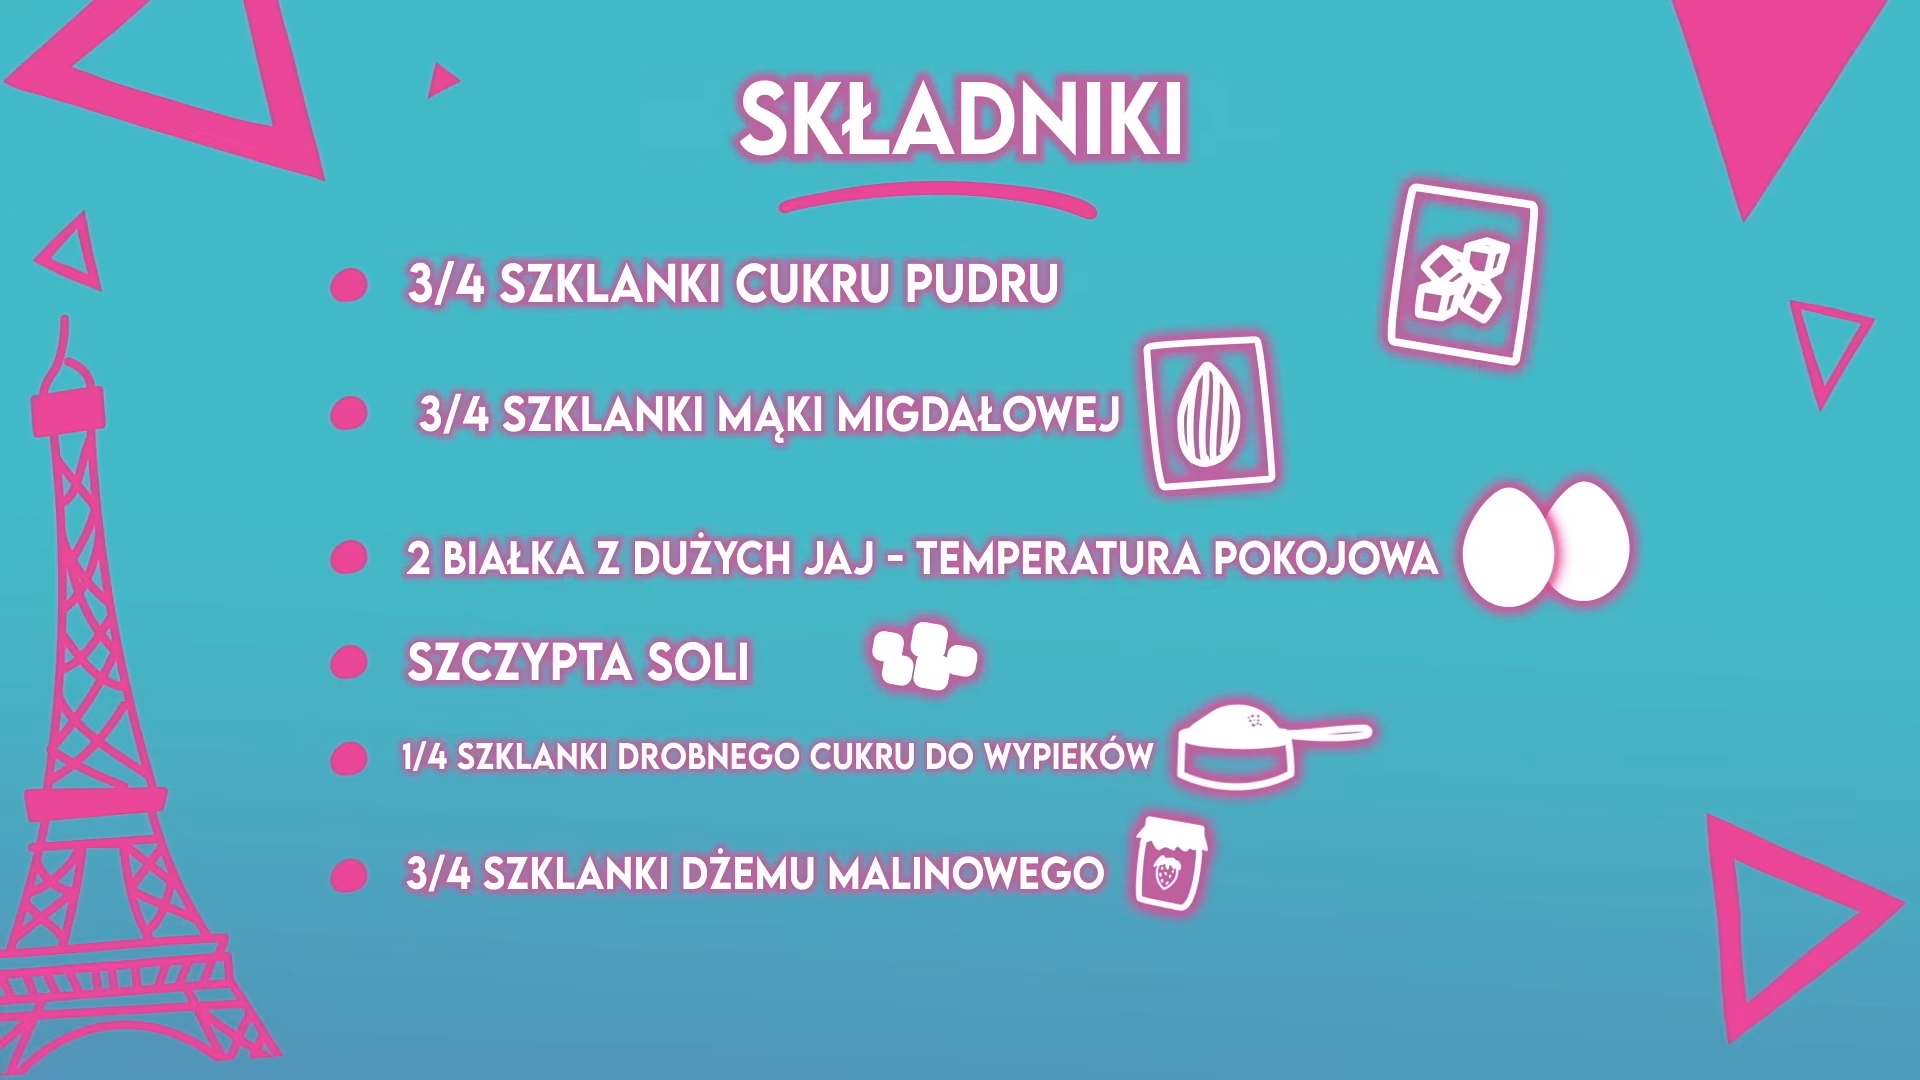 SKŁADNIKI
3/4 SZKLANKI CUKRU PUDRU
3/4 SZKLANKI MĄKI MIGDAŁOWEJ
2 BIAŁKA Z DUŻYCH JAJ - TEMPERATURA POKOJOWA
SZCZYPTA SOLI
1/4 SZKLANKI DROBNEGO CUKRU DO WYPIEKÓW
3/4 SZKLANKI DŻEMU MALINOWEGO